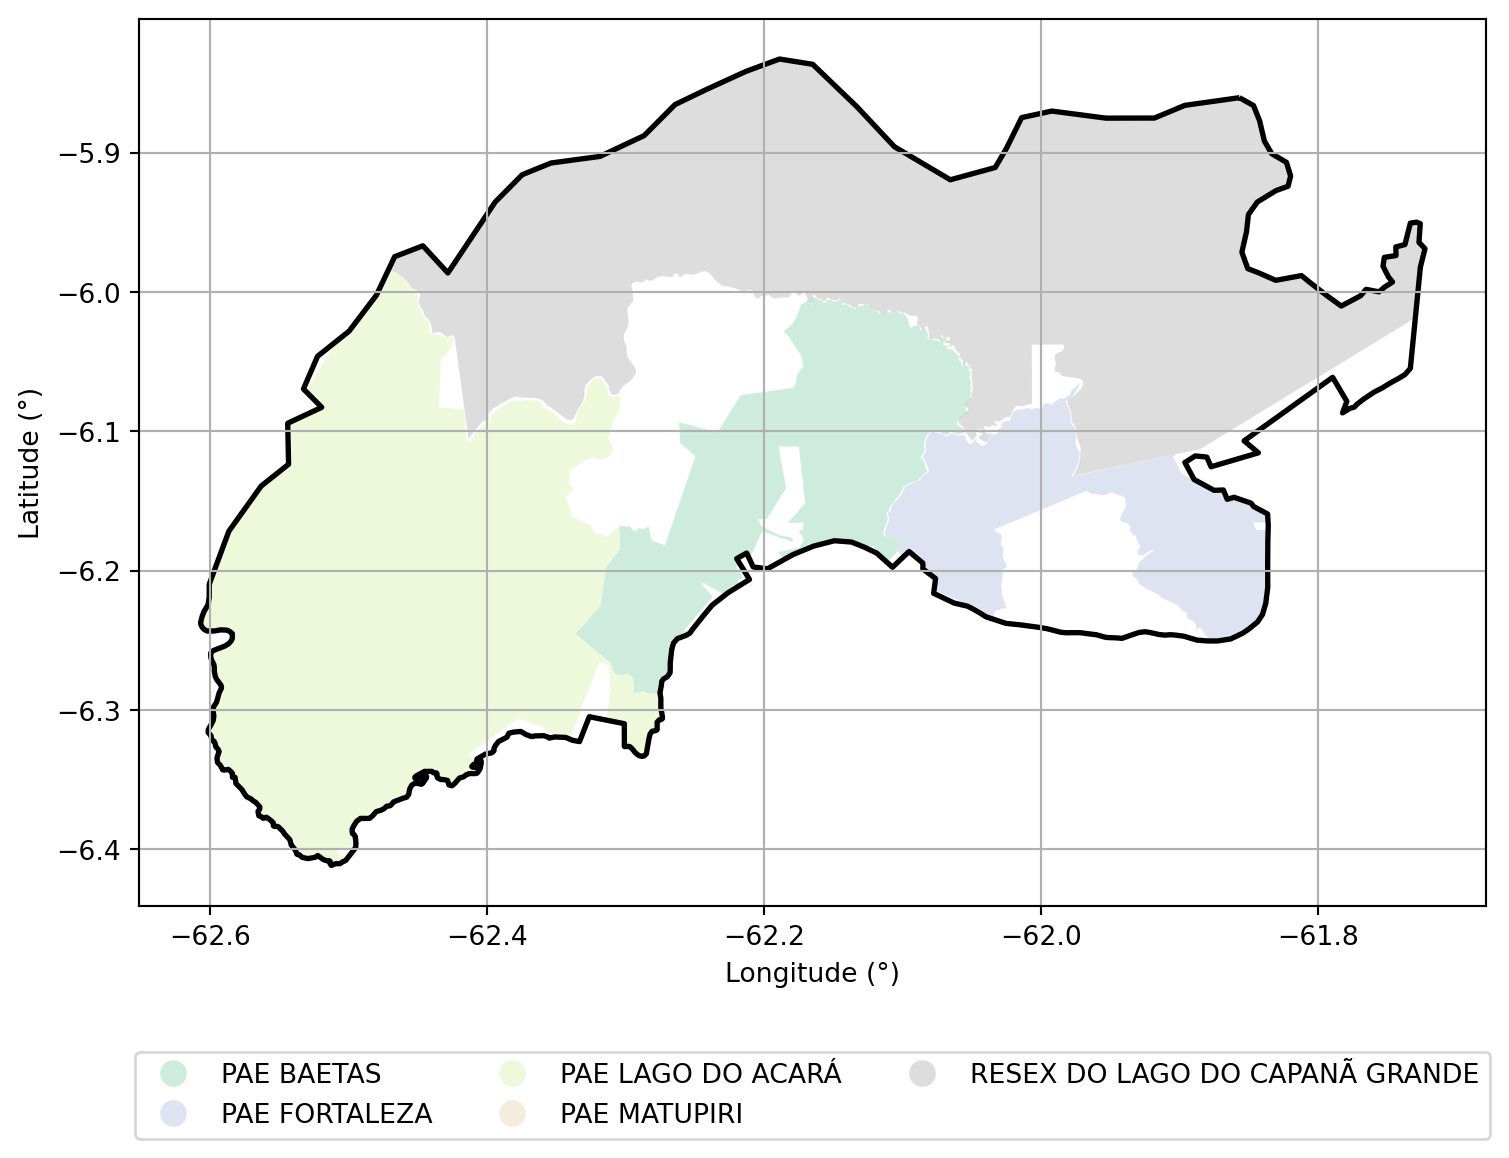 −5.9
−6.0
−6.1
−6.2
−6.3
−6.4
Latitude (°)
−62.6 −62.4 −62.2 −62.0 −61.8
Longitude (°)
PAE BAETAS PAE LAGO DO ACARÁ RESEX DO LAGO DO CAPANÃ GRANDE
PAE FORTALEZA PAE MATUPIRI